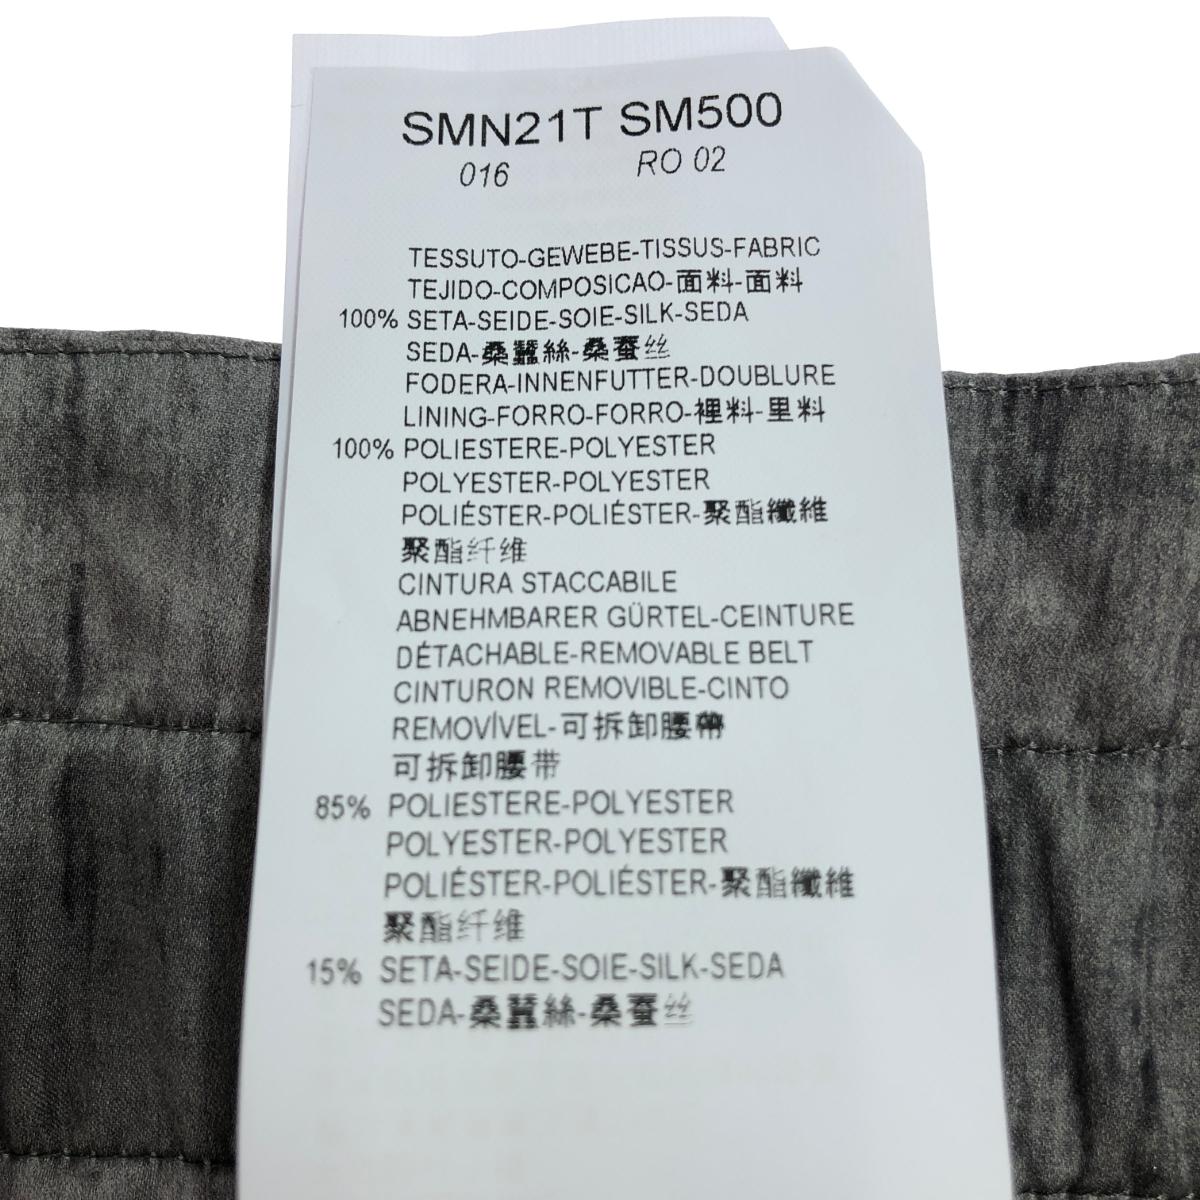 SMN21T SM500
016 RO 02
TESSUTO-GEWEBE-TISSUS-FABRIC
TEJIDO-COMPOSICAO-面料-面料
100% SETA-SEIDE-SOIE-SILK-SEDA
SEDA-桑蠶絲-桑蚕丝
FODERA-INNENFUTTER-DOUBLURE
LINING-FORRO-FORRO-裡料-里料
100% POLIESTERE-POLYESTER
POLYESTER-POLYESTER
POLIÉSTER-POLIÉSTER-聚酯纖維
聚酯纤维
CINTURA STACCABILE
ABNEHMBARER GÜRTEL-CEINTURE
DÉTACHABLE-REMOVABLE BELT
CINTURON REMOVIBLE-CINTO
REMOVÍVEL-可拆卸腰帶
可拆卸腰带
85% POLIESTERE-POLYESTER
POLYESTER-POLYESTER
POLIÉSTER-POLIÉSTER-聚酯纖維
聚酯纤维
15% SETA-SEIDE-SOIE-SILK-SEDA
SEDA-桑蠶絲-桑蚕丝